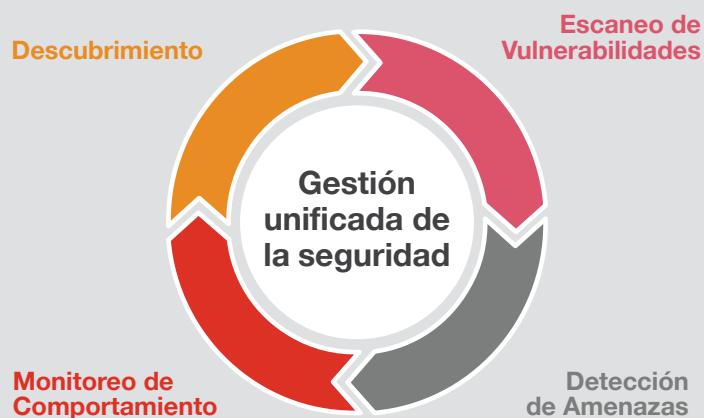 Descubrimiento
Escaneo de
Vulnerabilidades
Gestión
unificada de
la seguridad
Monitoreo de
Comportamiento
Detección
de Amenazas